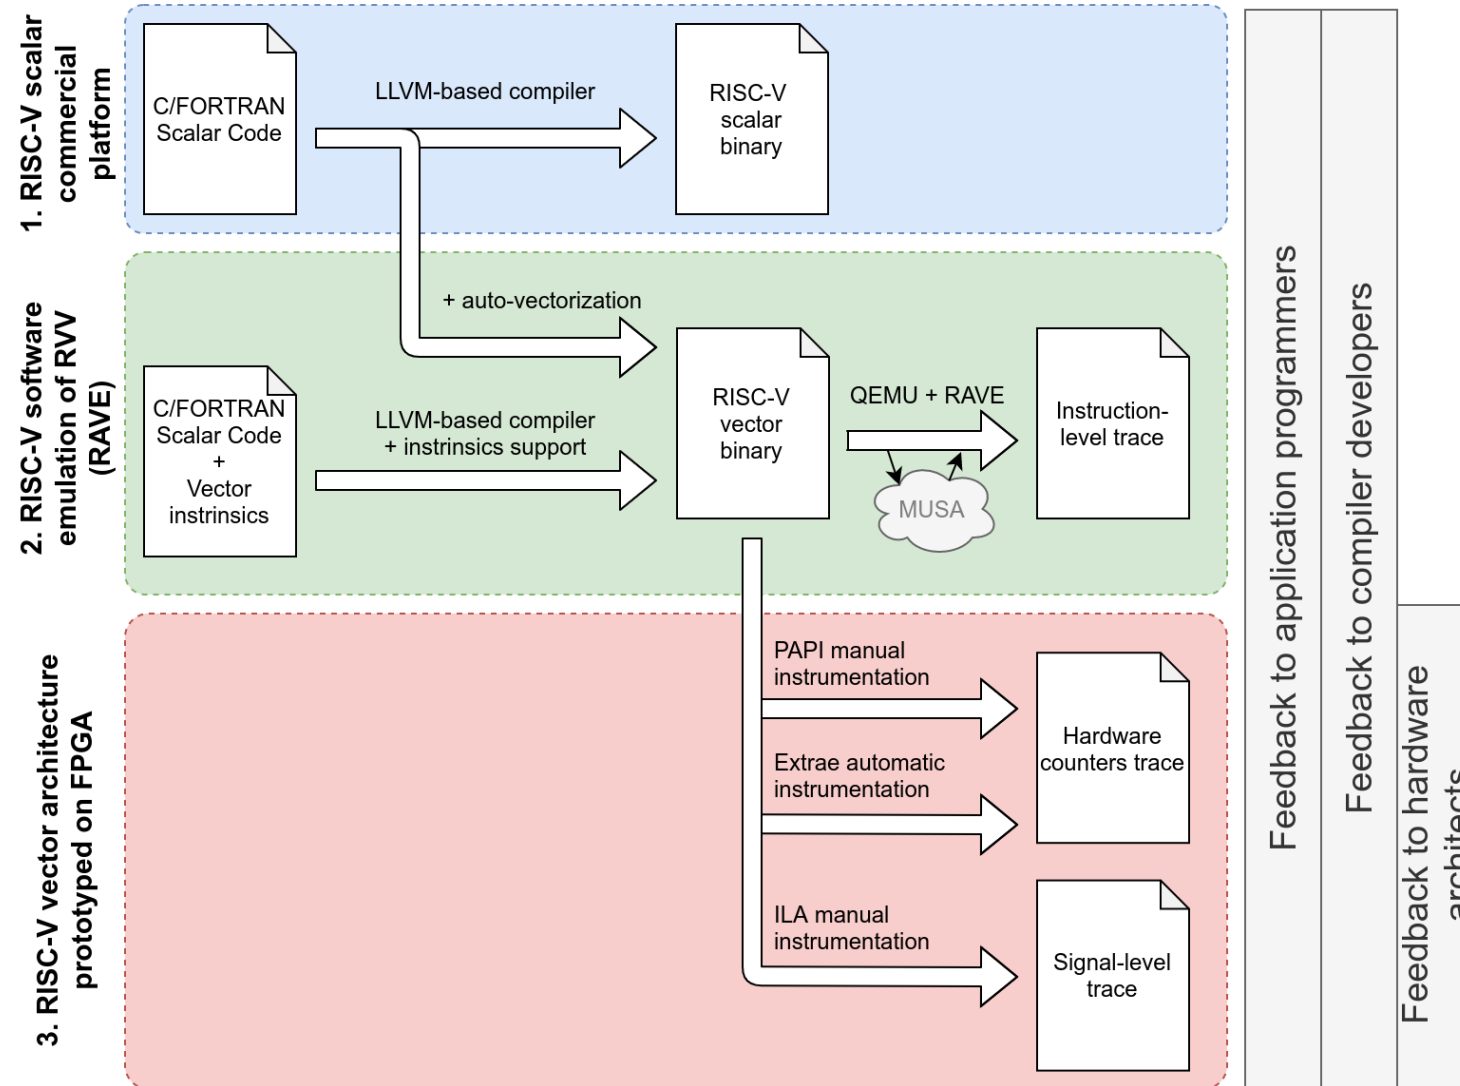 1. RISC-V scalar
commercial
platform
C/FORTRAN
Scalar Code
LLVM-based compiler
RISC-V
scalar
binary
2. RISC-V software
emulation of RVV
(RAVE)
+ auto-vectorization
C/FORTRAN
Scalar Code
+
Vector
instrinsics
LLVM-based compiler
+ instrinsics support
RISC-V
vector
binary
QEMU + RAVE
MUSA
Instruction-
level trace
3. RISC-V vector architecture
prototyped on FPGA
PAPI manual
instrumentation
Extrae automatic
instrumentation
Hardware
counters trace
ILA manual
instrumentation
Signal-level
trace
Feedback to application programmers
Feedback to compiler developers
Feedback to hardware
architects